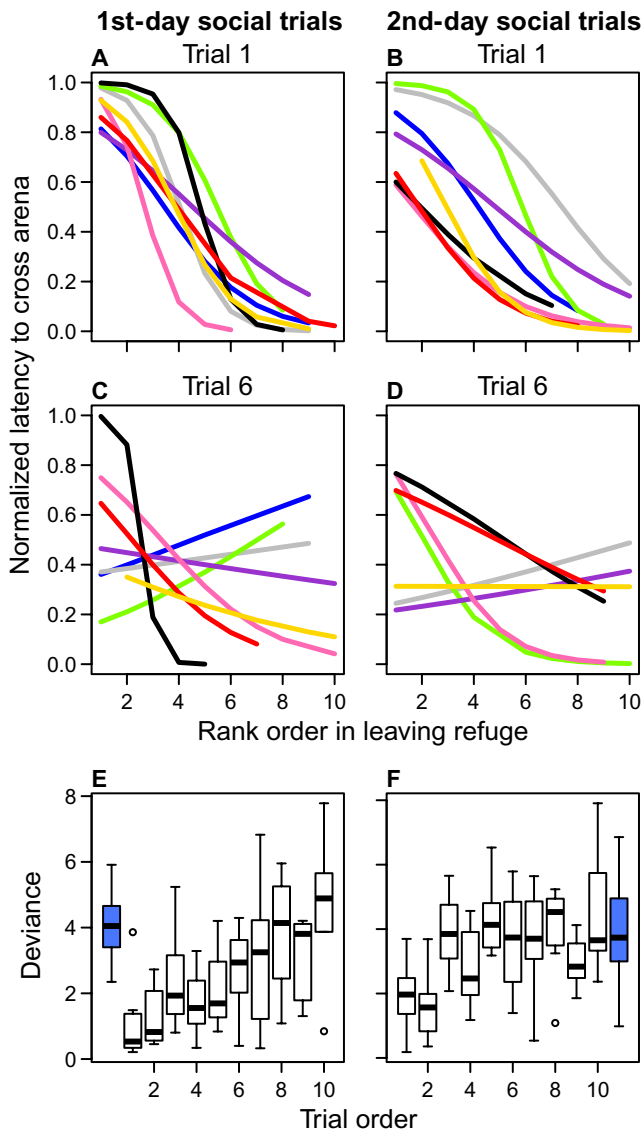 1st-day social trials
2nd-day social trials
A
Trial 1
B
Trial 1
1.0
0.8
0.6
0.4
0.2
0.0
Normalized latency to cross arena
C
Trial 6
D
Trial 6
1.0
0.8
0.6
0.4
0.2
0.0
2 4 6 8 10
2 4 6 8 10
Rank order in leaving refuge
E
F
8
6
4
2
0
Deviance
2 4 6 8 10
2 4 6 8 10
Trial order